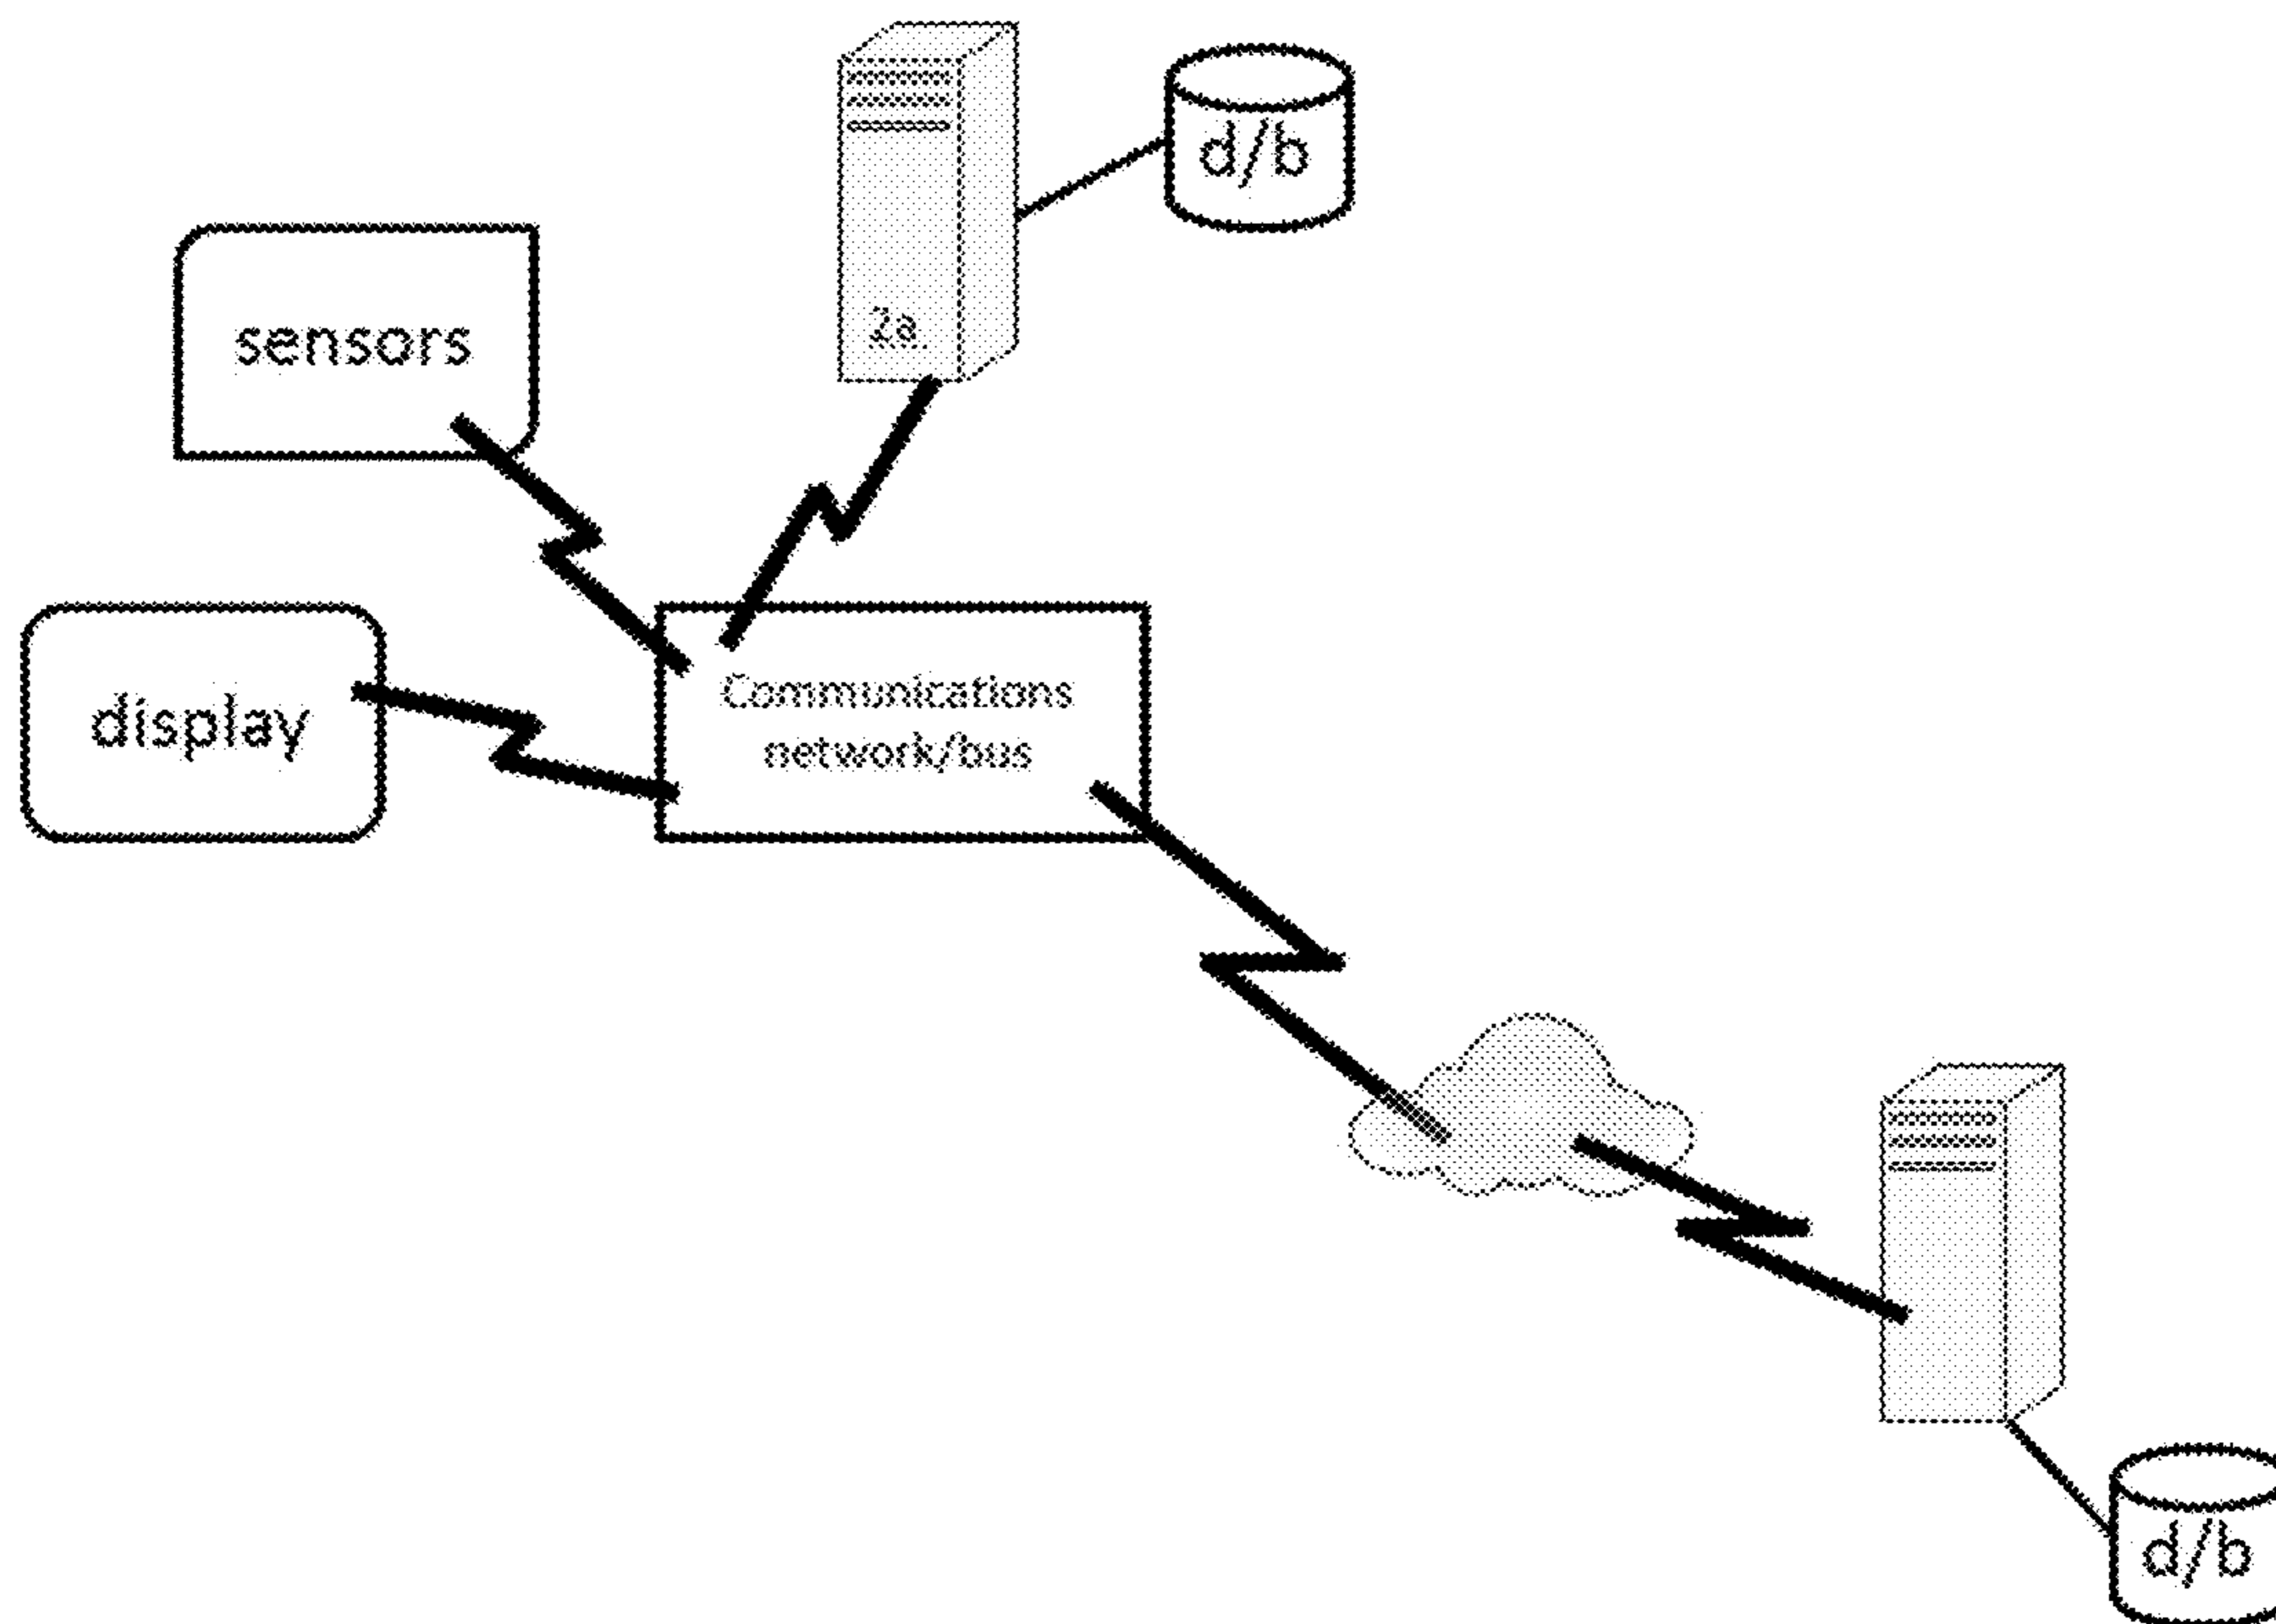 d/b
2a
sensors
display
Communications
network/bus
d/b